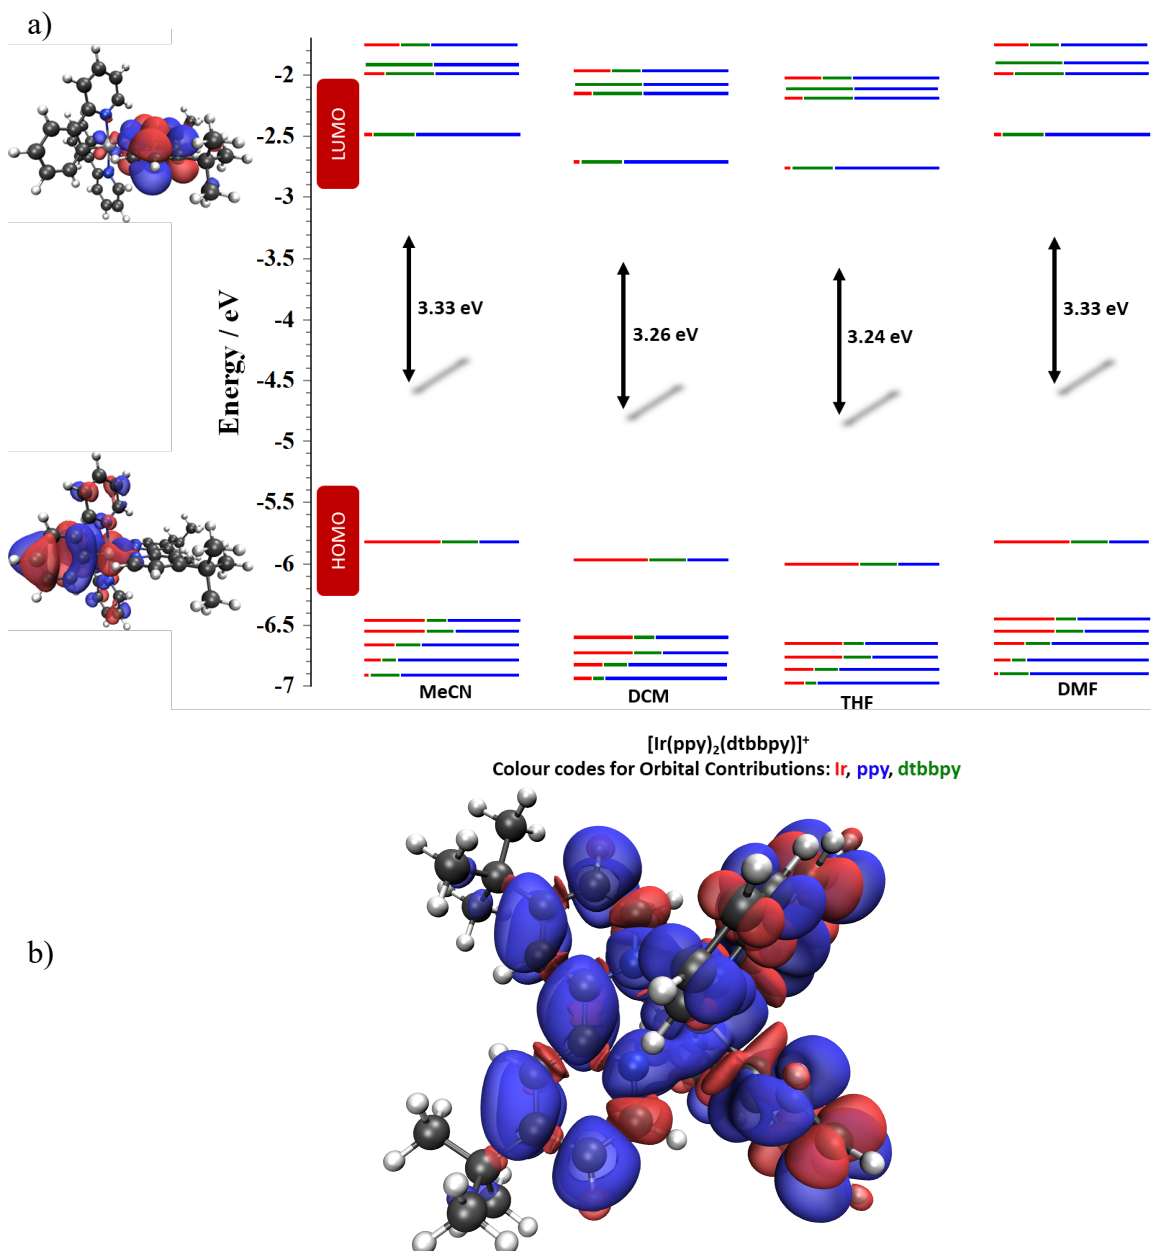 a)
-2
LUMO
-2.5
-3
-3.5
Energy / eV
-4
3.33 eV
3.26 eV
3.24 eV
3.33 eV
-4.5
-5
-5.5
HOMO
-6
-6.5
-7
MeCN
DCM
THF
DMF
[Ir(ppy)₂(dtbbpy)]⁺
Colour codes for Orbital Contributions: Ir, ppy, dtbbpy
b)